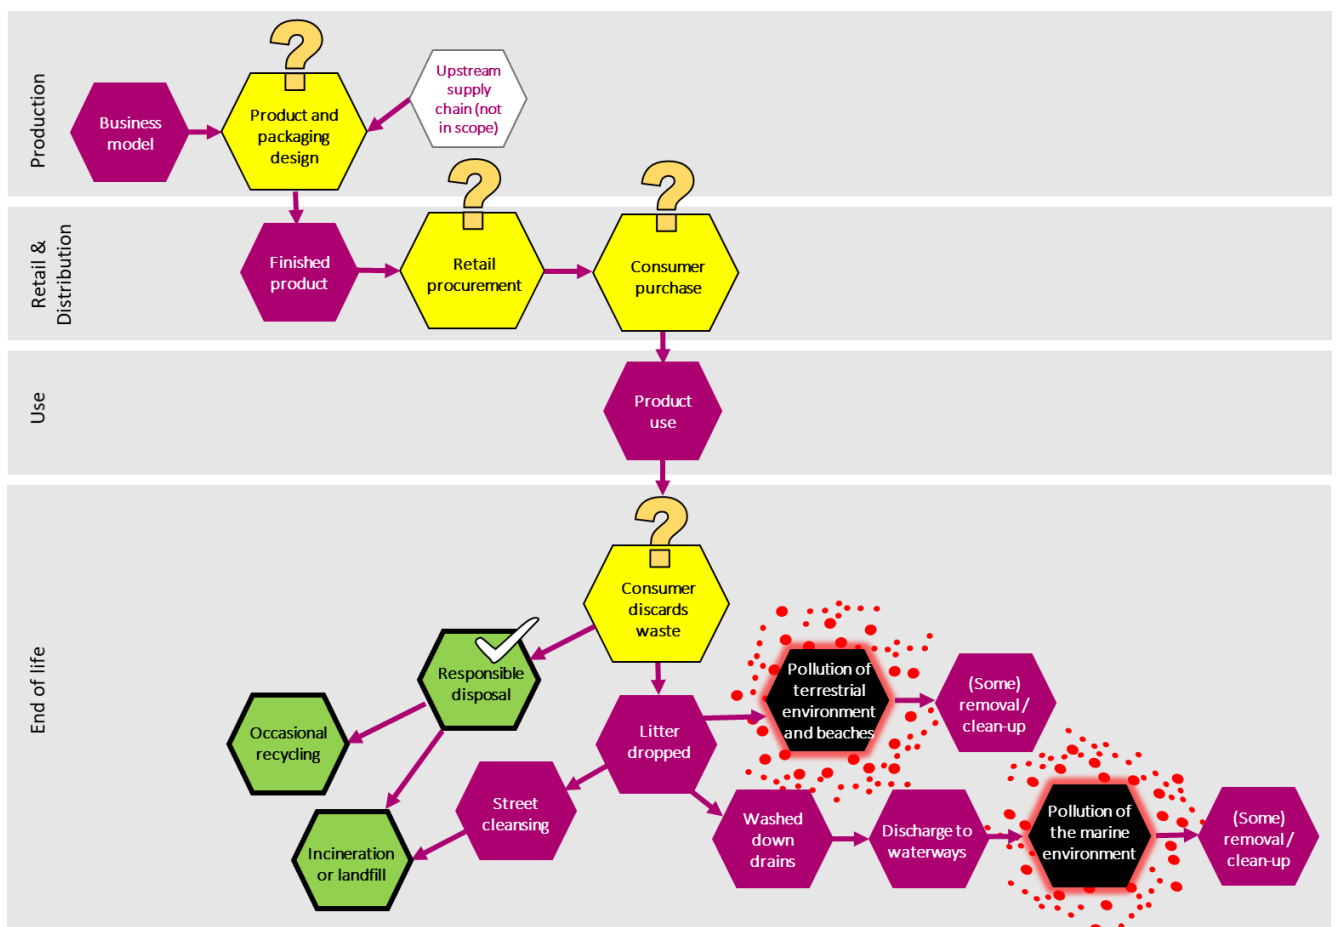 Production
Business
model
?
Product and
packaging
design
Upstream
supply
chain (not
in scope)
Retail &
Distribution
Finished
product
?
Retail
procurement
?
Consumer
purchase
Use
Product
use
End of life
?
Consumer
discards
waste
Responsible
disposal
Occasional
recycling
Incineration
or landfill
Street
cleansing
Litter
dropped
Pollution of
terrestrial
environment
and beaches
(Some)
removal/
clean-up
Washed
down
drains
Discharge to
waterways
Pollution of
the marine
environment
(Some)
removal/
clean-up